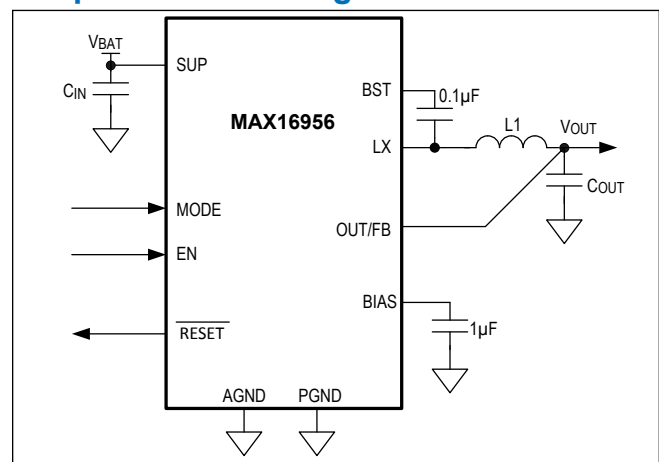 VBAT
SUP
CIN
MAX16956
BST
0.1µF
L1
VOUT
LX
COUT
MODE
OUT/FB
EN
BIAS
1µF
RESET
AGND
PGND